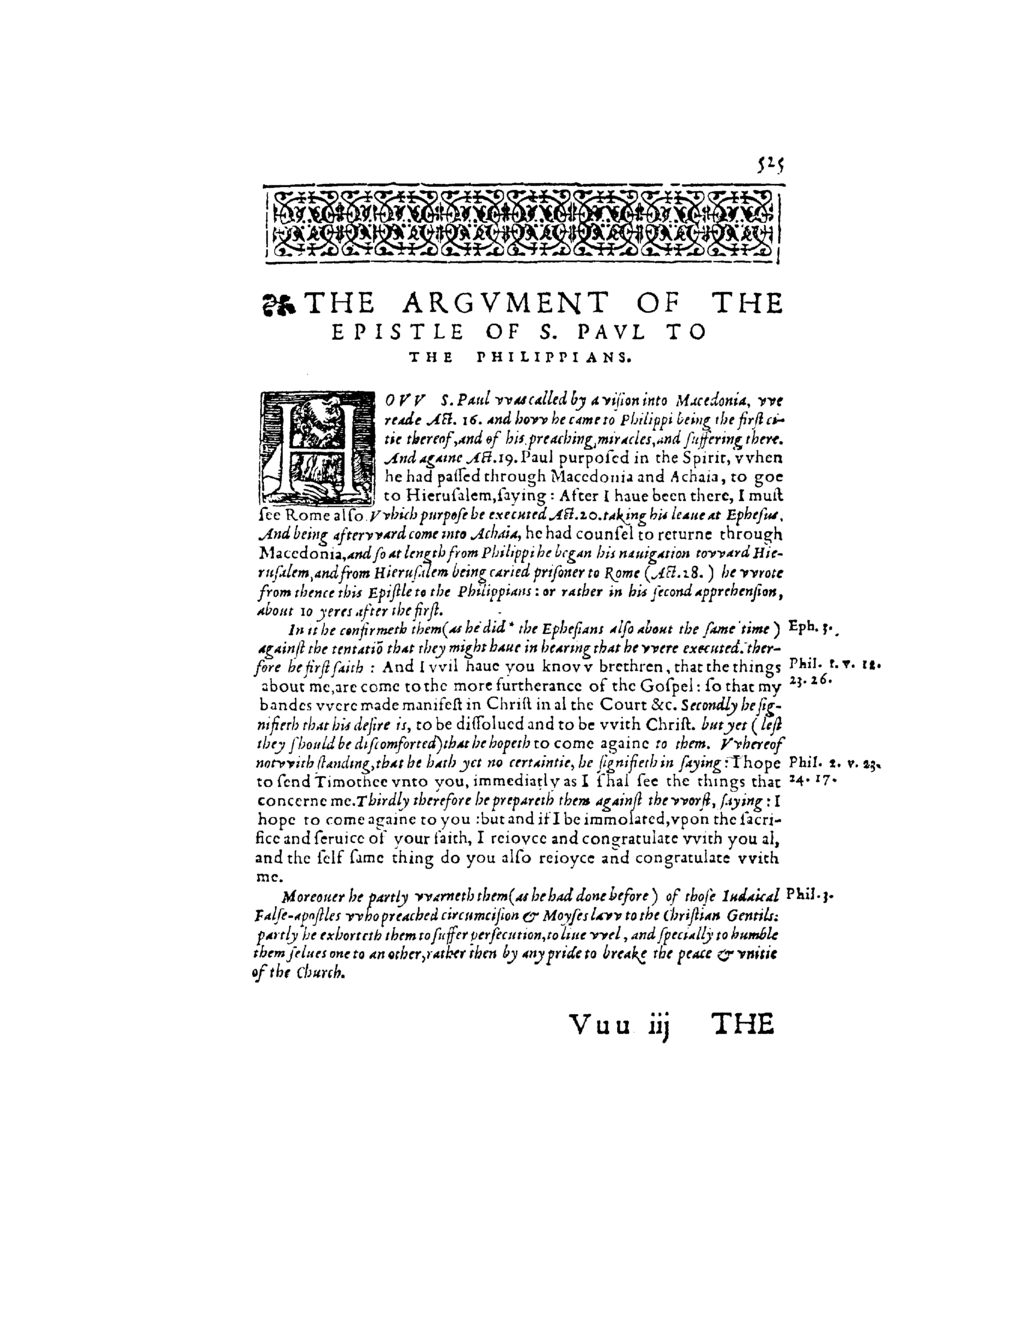 525
THE ARGVMENT OF THE
EPISTLE OF S. PAVL TO
THE PHILIPPIANS.
HOVV S. Paul vvas called by a viſion into Macedonia, vve
reade Act. 16. and hovv he came to Philippi being the firſt ci-
tie thereof, and of his preaching, miracles, and ſuffering there.
And againe Act. 19. Paul purpoſed in the Spirit, vvhen
he had paſſed through Macedonia and Achaia, to goe
to Hieruſalem, ſaying: After I haue been there, I muſt
ſee Rome alſo. Vvhich purpoſe he executed Act. 20. taking his leaue at Epheſus,
And being aftervvard come into Achaia, he had counſel to returne through
Macedonia, and ſo at length from Philippi he began his nauigation tovvard Hie-
ruſalem, and from Hieruſalem being caried priſoner to Rome (Act. 28.) he vvrote
from thence this Epiſtle to the Philippians: or rather in his ſecond apprehenſion,
about 10 yeres after the firſt.
In it he confirmeth them (as he did * the Epheſians alſo about the ſame time) Eph. 3.
againſt the tentatiō that they might haue in hearing that he vvere executed. ther-
fore he firſt ſaith: And I vvil haue you knovv brethren, that the things Phil. 1. v. 12.
about me, are come to the more furtherance of the Goſpel: ſo that my 23. 26.
bandes vvere made manifeſt in Chriſt in al the Court &c. Secondly he ſig-
nifieth that his deſire is, to be diſſolued and to be vvith Chriſt. but yet (leſt
they ſhould be diſcomforted) that he hopeth to come againe to them. Vvhereof
notvvithſtanding, that he hath yet no certaintie, he ſignifieth in ſaying: I hope Phil. 2. v. 23.
to ſend Timothee vnto you, immediatly as I ſhal ſee the things that 24. 17.
concerne me. Thirdly therefore he prepareth them againſt the vvorſt, ſaying: I
hope to come againe to you: but and if I be immolated, vpon the ſacri-
fice and ſeruice of your faith, I reioyce and congratulate vvith you al,
and the ſelf ſame thing do you alſo reioyce and congratulate vvith
me.
Moreouer he partly vvarneth them (as he had done before) of thoſe Iudaical Phil. 3.
Falſe-apoſtles vvho preached circumciſion & Moyſes lavv to the Chriſtian Gentils:
partly he exhorteth them to ſuffer perſecution, to liue vvel, and ſpecially to humble
them ſelues one to an other, rather then by any pride to breake the peace & vnitie
of the Church.
Vuu iij THE